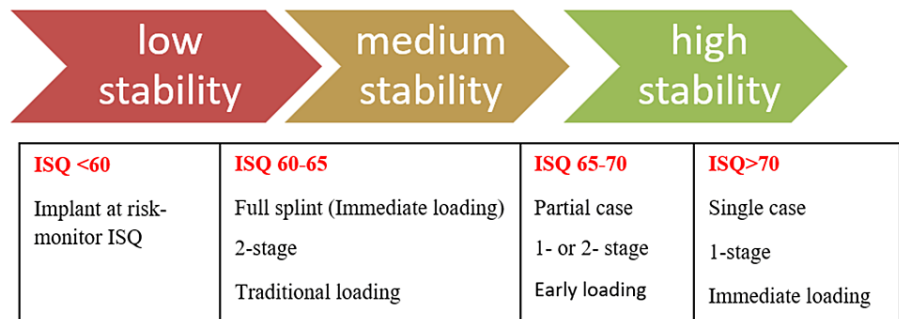 low
stability
medium
stability
high
stability
ISQ <60
Implant at risk-
monitor ISQ
ISQ 60-65
Full splint (Immediate loading)
2-stage
Traditional loading
ISQ 65-70
Partial case
1- or 2- stage
Early loading
ISQ>70
Single case
1-stage
Immediate loading